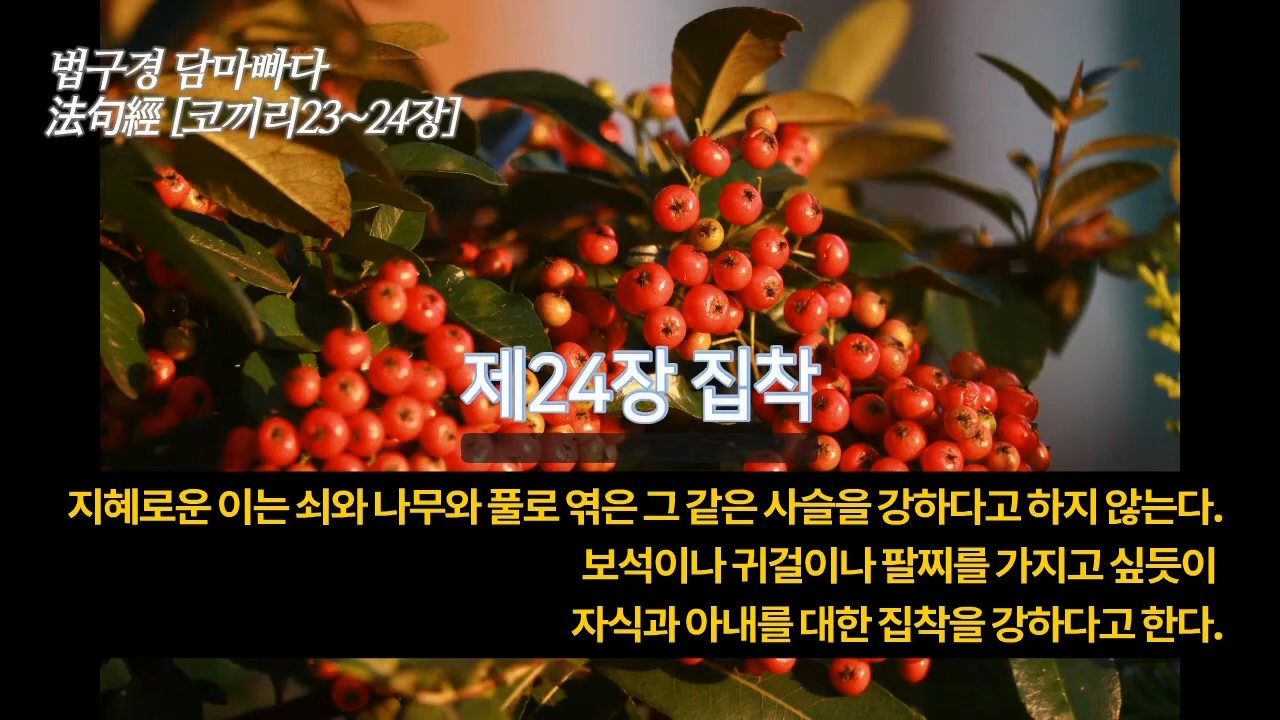 법구경 담마빠다
法句經 [코끼리23~24장]
제24장 집착
지혜로운 이는 쇠와 나무와 풀로 엮은 그 같은 사슬을 강하다고 하지 않는다.
보석이나 귀걸이나 팔찌를 가지고 싶듯이
자식과 아내를 대한 집착을 강하다고 한다.